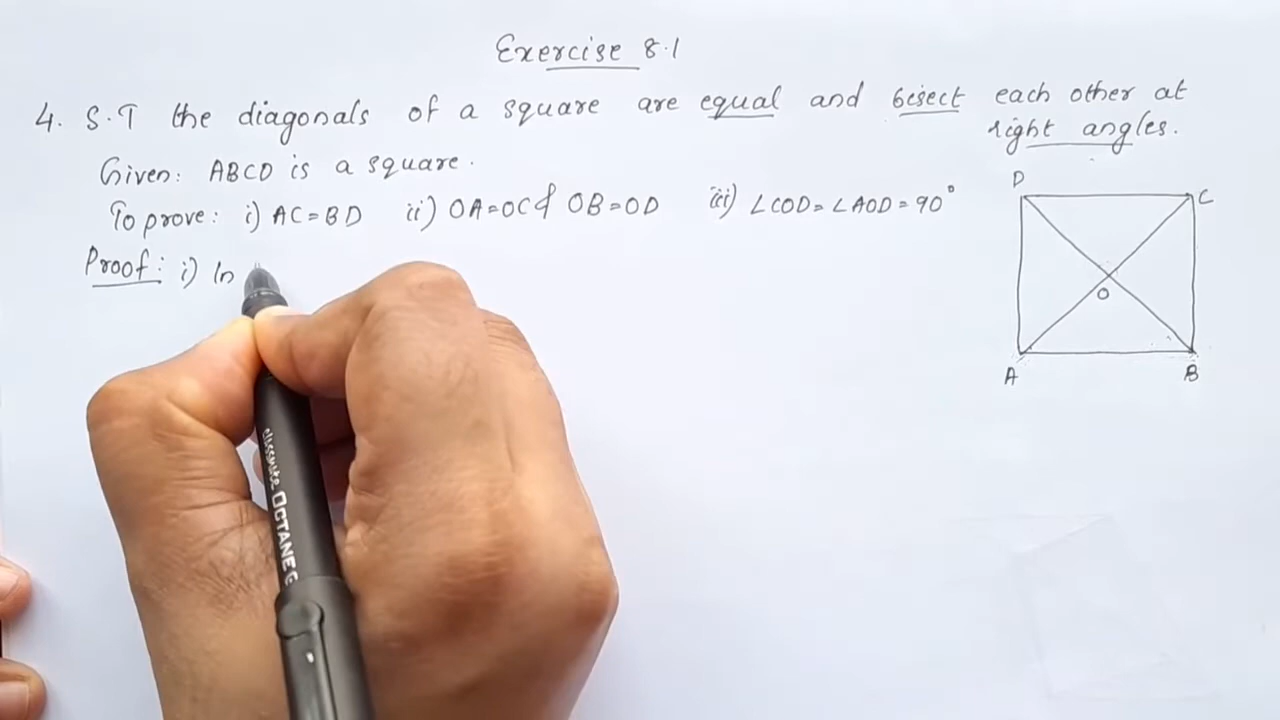 Exercise 8.1
4. S.T the diagonals of a square are equal and bisect each other at
right angles.
Given: ABCD is a square.
To prove: i) AC=BD ii) OA=OC & OB=OD iii) ∠COD=∠AOD=90°
Proof: i) In
D
C
O
A
B
OCTANE